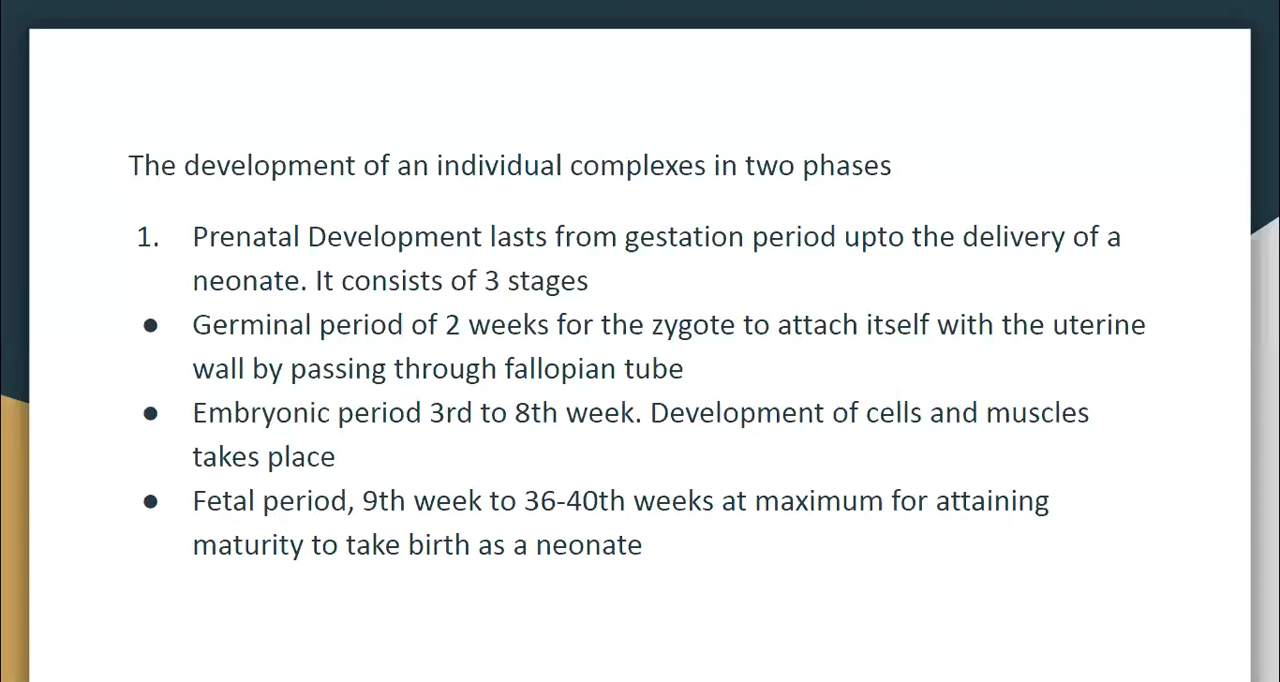 The development of an individual complexes in two phases
1. Prenatal Development lasts from gestation period upto the delivery of a
neonate. It consists of 3 stages
● Germinal period of 2 weeks for the zygote to attach itself with the uterine
wall by passing through fallopian tube
● Embryonic period 3rd to 8th week. Development of cells and muscles
takes place
● Fetal period, 9th week to 36-40th weeks at maximum for attaining
maturity to take birth as a neonate